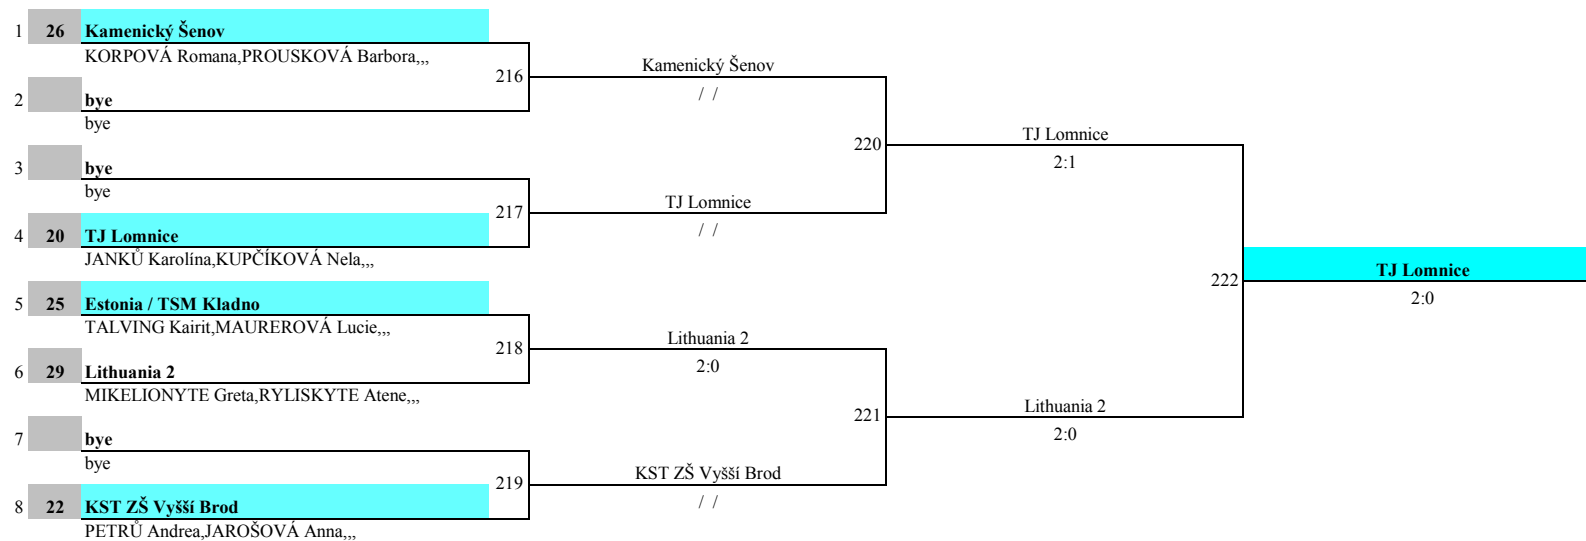 1 26 Kamenický Šenov
KORPOVÁ Romana,PROUSKOVÁ Barbora,,,
216 Kamenický Šenov
/ /
2 bye
bye
220 TJ Lomnice
2:1
3 bye
bye
217 TJ Lomnice
/ /
4 20 TJ Lomnice
JANKŮ Karolína,KUPČÍKOVÁ Nela,,,
222 TJ Lomnice
2:0
5 25 Estonia / TSM Kladno
TALVING Kairit,MAUREROVÁ Lucie,,,
218 Lithuania 2
2:0
6 29 Lithuania 2
MIKELIONYTE Greta,RYLISKYTE Atene,,,
221 Lithuania 2
2:0
7 bye
bye
219 KST ZŠ Vyšší Brod
/ /
8 22 KST ZŠ Vyšší Brod
PETRŮ Andrea,JAROŠOVÁ Anna,,,